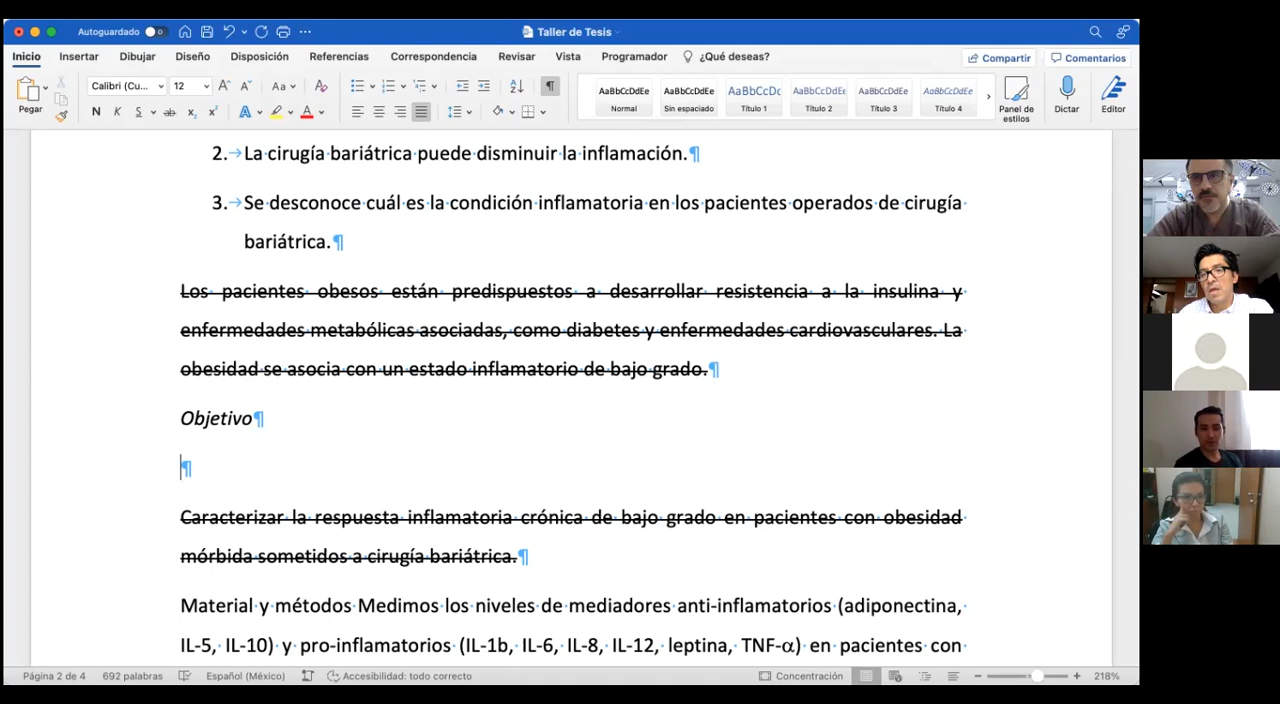 Autoguardado
Taller de Tesis
Inicio Insertar Dibujar Diseño Disposición Referencias Correspondencia Revisar Vista Programador ¿Qué deseas? Compartir Comentarios
Pegar Calibri (Cu... 12 Aa
N K S ab x₂ x² A A
AaBbCcDdEe AaBbCcDdEe AaBbCcDc AaBbCcDdE AaBbCcDdEe AaBbCcDdEe
Normal Sin espaciado Título 1 Título 2 Título 3 Título 4
Panel de estilos Dictar Editor
2.→La cirugía bariátrica puede disminuir la inflamación.¶
3.→Se desconoce cuál es la condición inflamatoria en los pacientes operados de cirugía
bariátrica.¶
Los pacientes obesos están predispuestos a desarrollar resistencia a la insulina y
enfermedades metabólicas asociadas, como diabetes y enfermedades cardiovasculares. La
obesidad se asocia con un estado inflamatorio de bajo grado.¶
Objetivo¶
¶
Caracterizar la respuesta inflamatoria crónica de bajo grado en pacientes con obesidad
mórbida sometidos a cirugía bariátrica.¶
Material y métodos Medimos los niveles de mediadores anti-inflamatorios (adiponectina,
IL-5, IL-10) y pro-inflamatorios (IL-1b, IL-6, IL-8, IL-12, leptina, TNF-α) en pacientes con
Página 2 de 4 692 palabras Español (México) Accesibilidad: todo correcto Concentración 218%